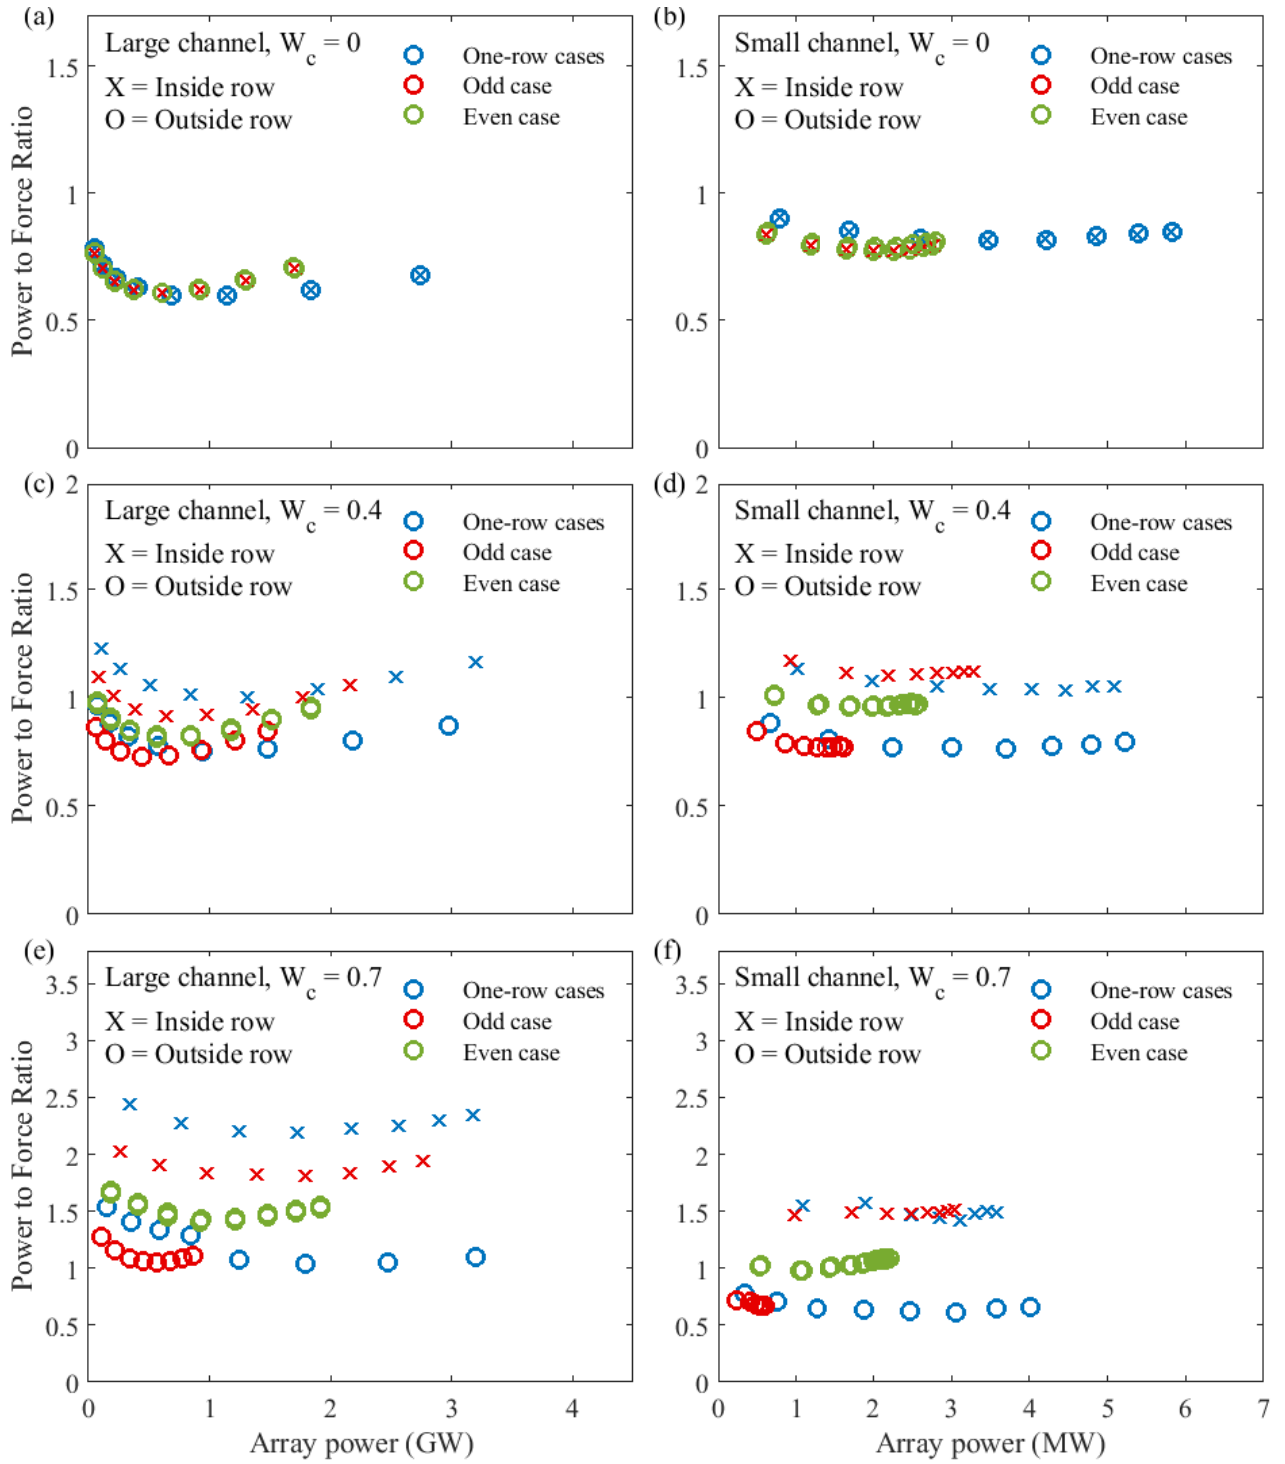 (a)
Large channel, W_c = 0
X = Inside row
O = Outside row
One-row cases
Odd case
Even case
Power to Force Ratio
1.5
1
0.5
0
(b)
Small channel, W_c = 0
X = Inside row
O = Outside row
One-row cases
Odd case
Even case
1.5
1
0.5
0
(c)
Large channel, W_c = 0.4
X = Inside row
O = Outside row
One-row cases
Odd case
Even case
Power to Force Ratio
2
1.5
1
0.5
0
(d)
Small channel, W_c = 0.4
X = Inside row
O = Outside row
One-row cases
Odd case
Even case
2
1.5
1
0.5
0
(e)
Large channel, W_c = 0.7
X = Inside row
O = Outside row
One-row cases
Odd case
Even case
Power to Force Ratio
3.5
3
2.5
2
1.5
1
0.5
0
0 1 2 3 4
Array power (GW)
(f)
Small channel, W_c = 0.7
X = Inside row
O = Outside row
One-row cases
Odd case
Even case
3.5
3
2.5
2
1.5
1
0.5
0
1 2 3 4 5 6 7
Array power (MW)